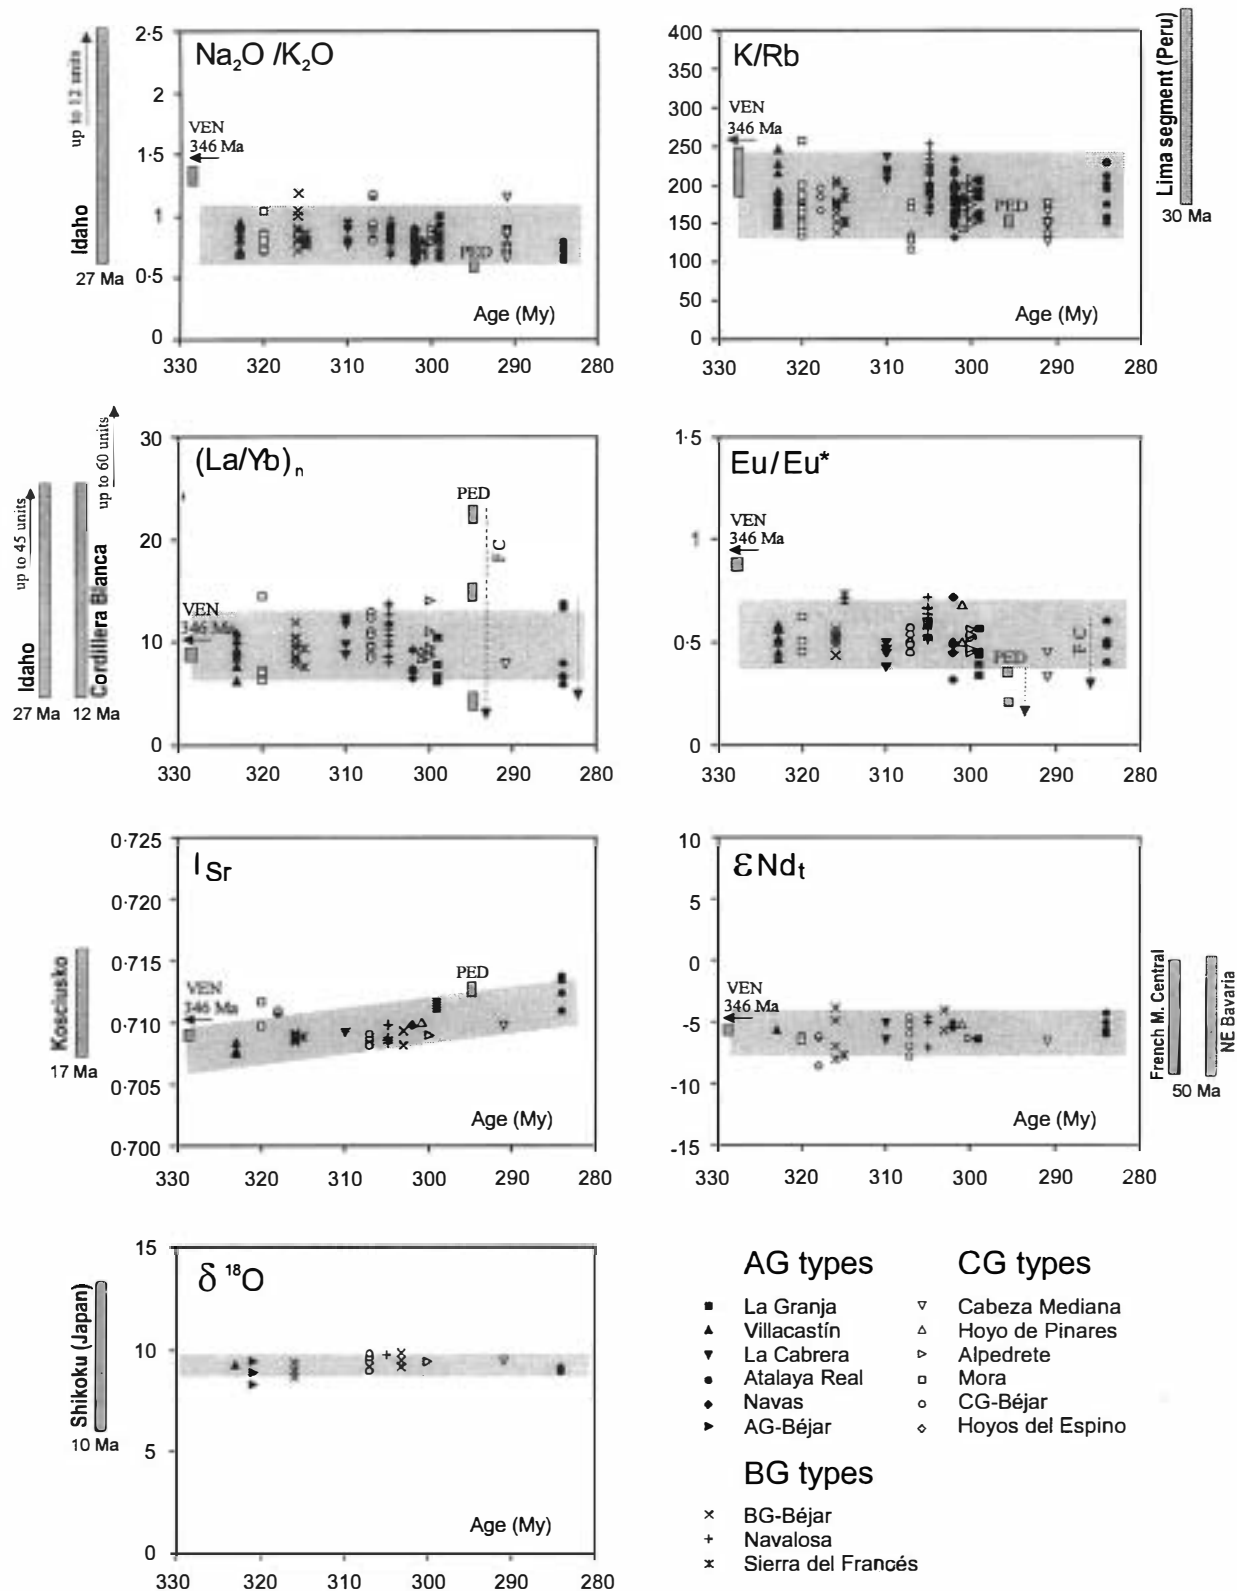 2·5
2
1·5
1
0·5
0
Na₂O /K₂O
VEN
346 Ma
PED
Age (My)
330 320 310 300 290 280
up to 12 units
Idaho
27 Ma
400
350
300
250
200
150
100
50
0
K/Rb
VEN
346 Ma
PED
Age (My)
330 320 310 300 290 280
Lima segment (Peru)
30 Ma
30
20
10
0
(La/Yb)n
VEN
346 Ma
PED
FC
330 320 310 300 290 280
up to 45 units
Idaho
27 Ma
up to 60 units
Cordillera Blanca
12 Ma
1·5
1
0·5
0
Eu/Eu*
VEN
346 Ma
PED
FC
330 320 310 300 290 280
0·725
0·720
0·715
0·710
0·705
0·700
I Sr
VEN
346 Ma
PED
Age (My)
330 320 310 300 290 280
Kosciusko
17 Ma
10
5
0
-5
-10
-15
εNdt
VEN
346 Ma
Age (My)
330 320 310 300 290 280
French M. Central
NE Bavaria
50 Ma
15
10
5
0
δ ¹⁸O
Age (My)
330 320 310 300 290 280
Shikoku (Japan)
10 Ma
AG types
La Granja
Villacastín
La Cabrera
Atalaya Real
Navas
AG-Béjar
BG types
BG-Béjar
Navalosa
Sierra del Francés
CG types
Cabeza Mediana
Hoyo de Pinares
Alpedrete
Mora
CG-Béjar
Hoyos del Espino